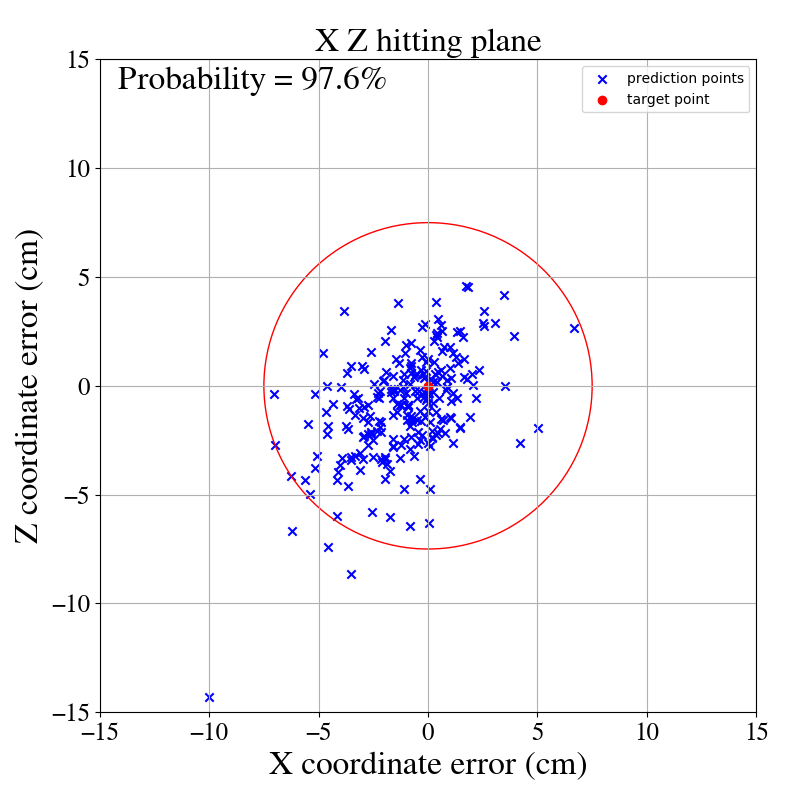 X Z hitting plane
Probability = 97.6%
prediction points
target point
Z coordinate error (cm)
15
10
5
0
−5
−10
−15
−15
−10
−5
0
5
10
15
X coordinate error (cm)